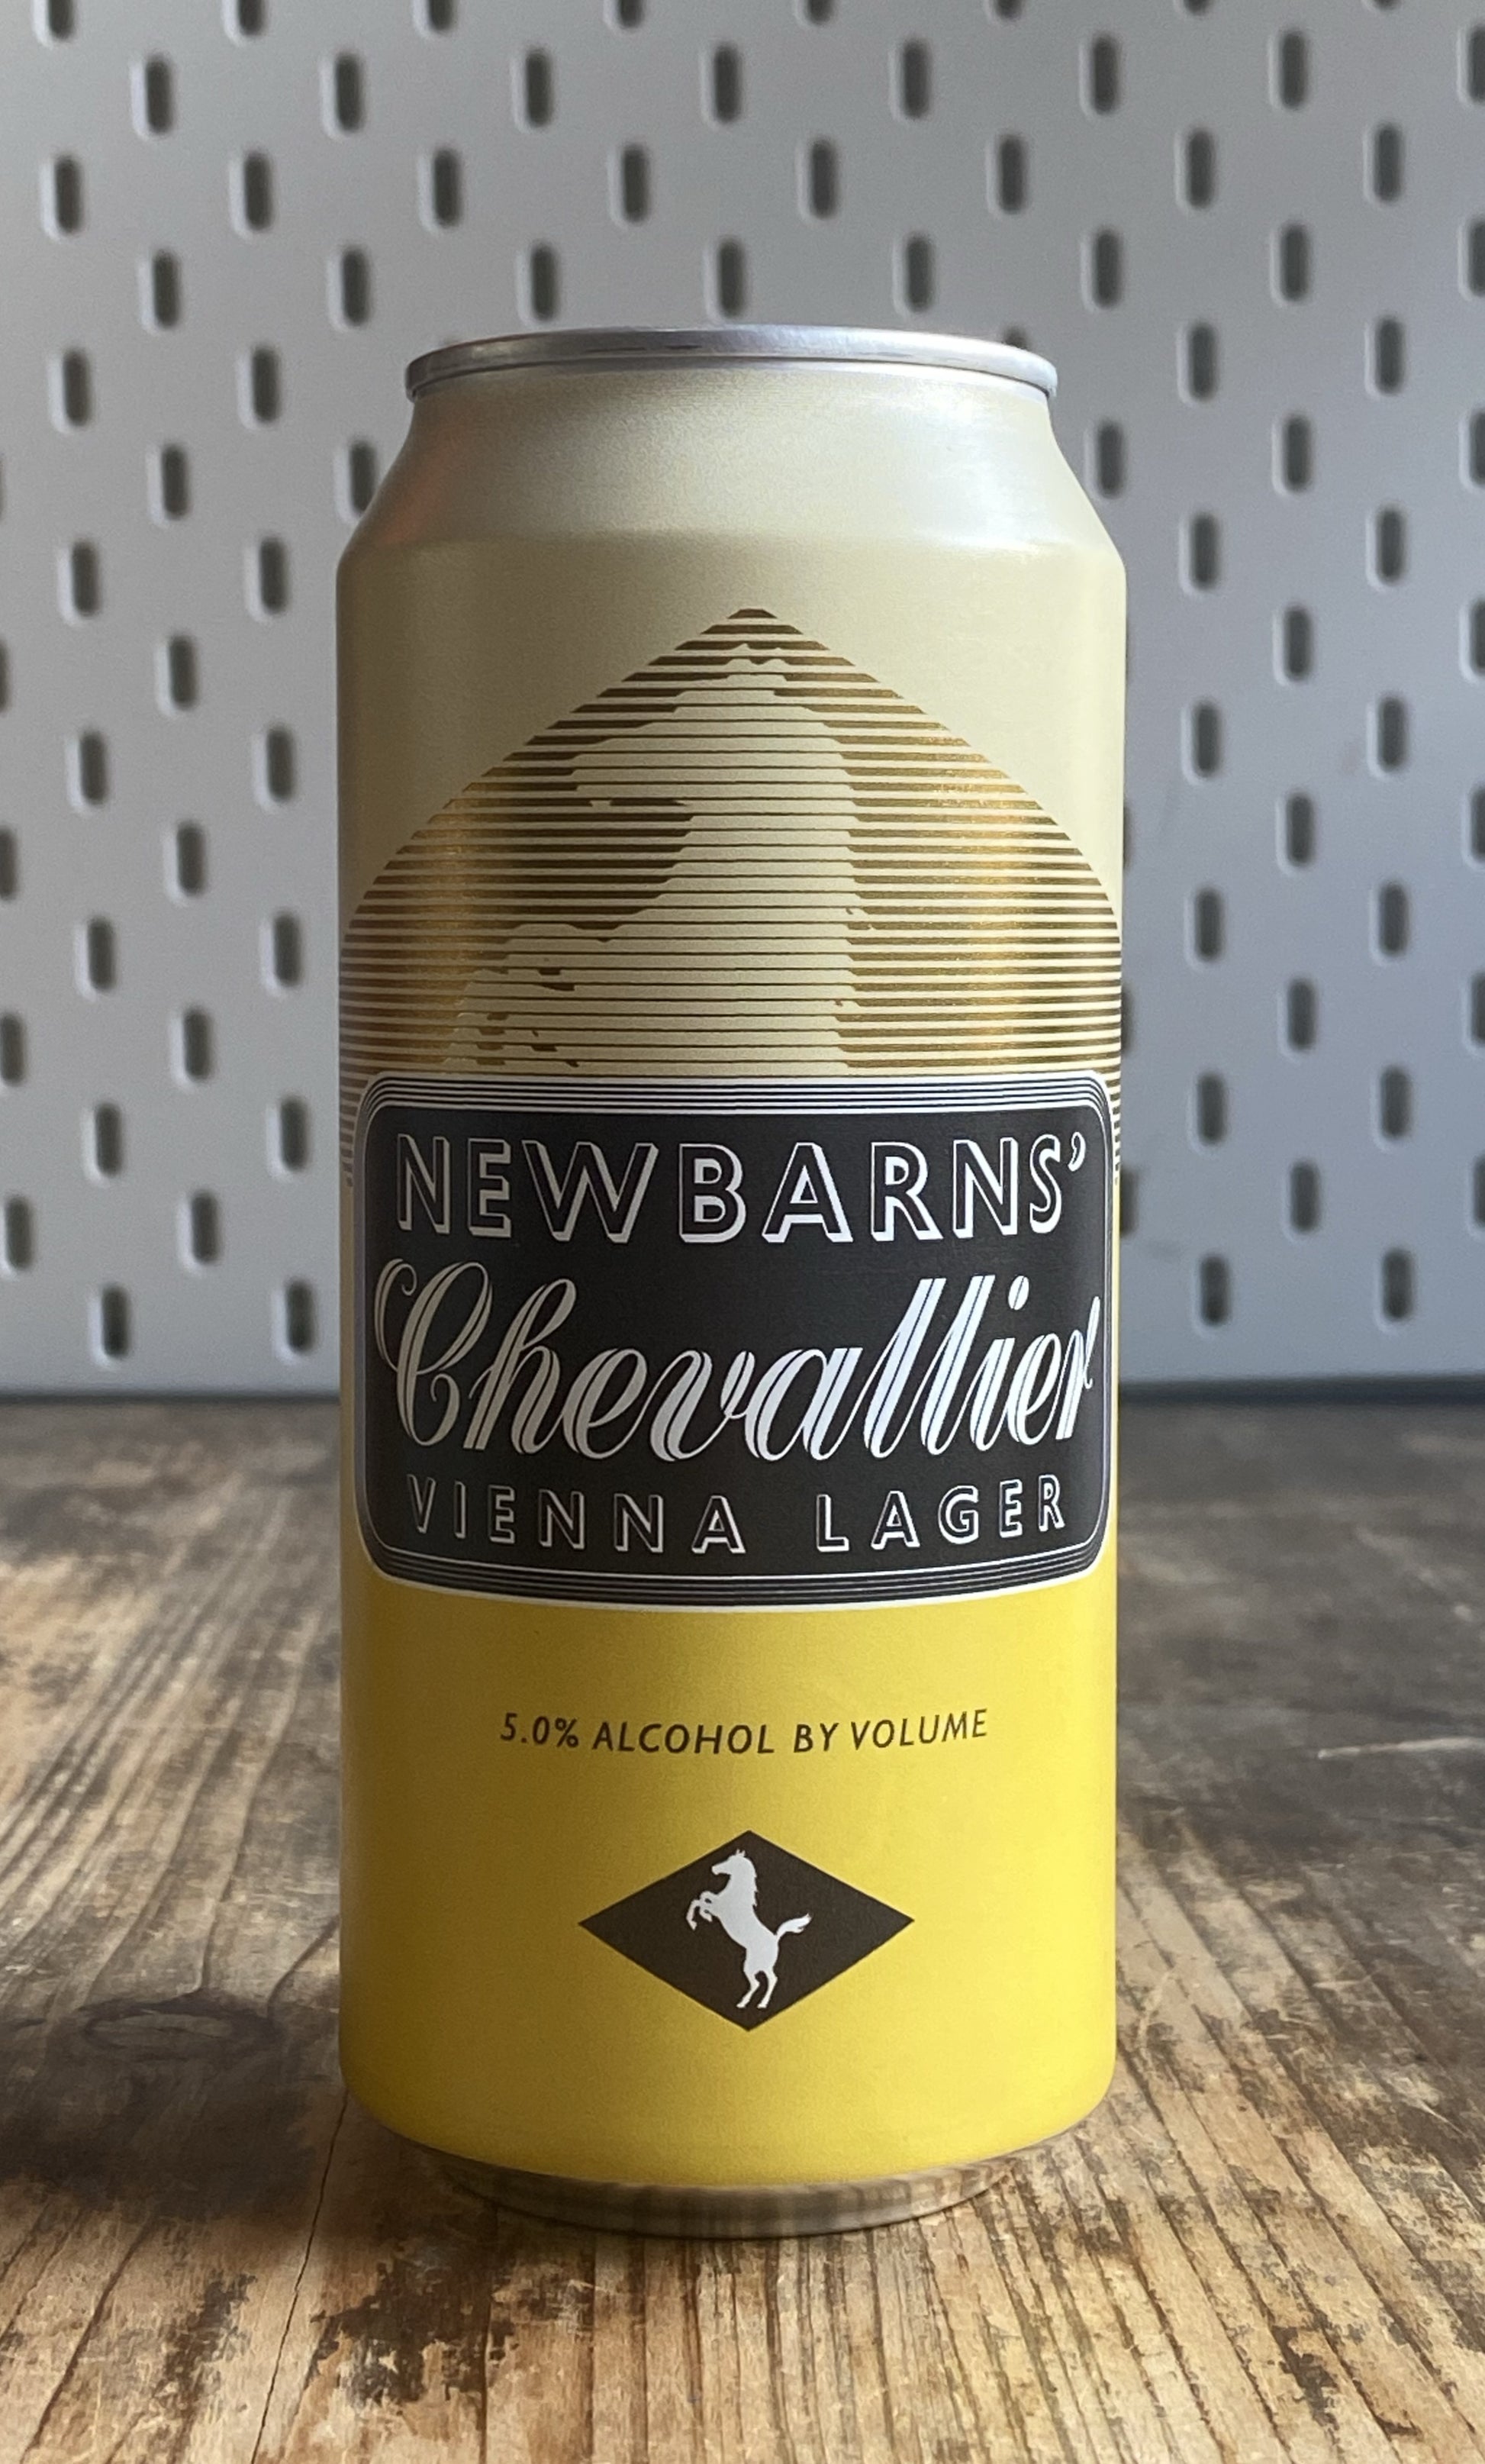 NEWBARNS’
Chevallier
VIENNA LAGER
5.0% ALCOHOL BY VOLUME